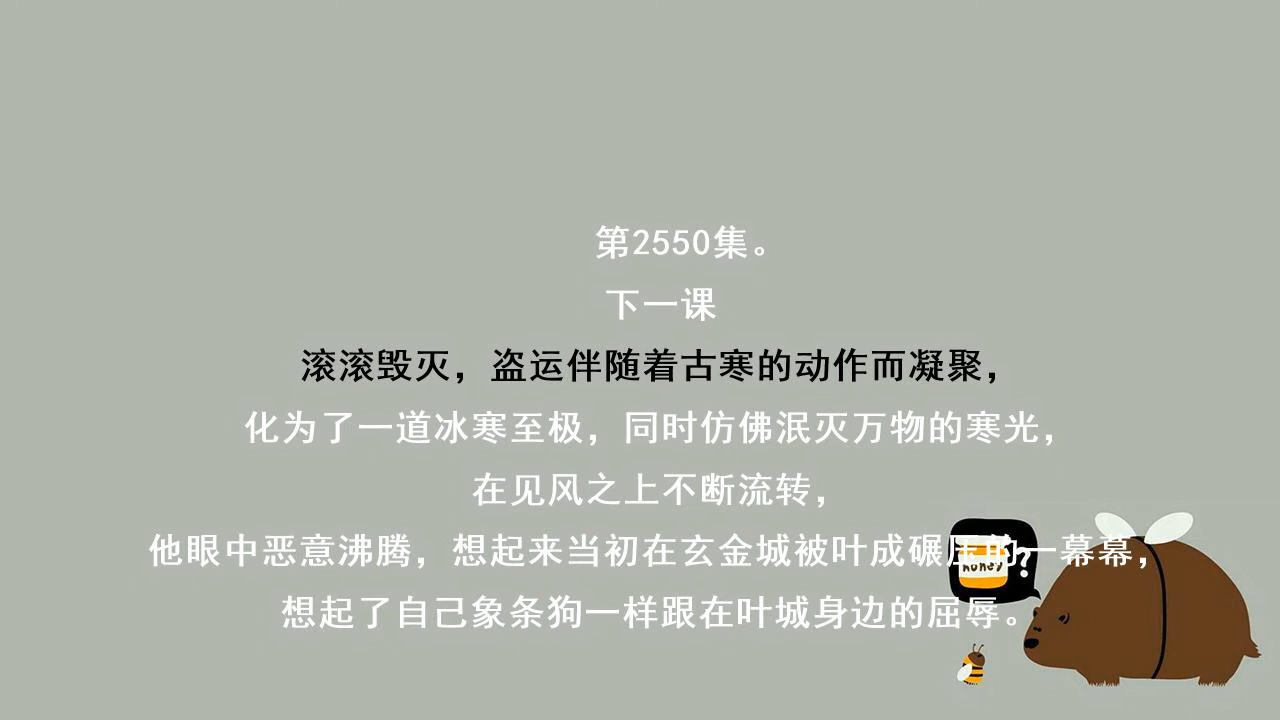 第2550集。
下一课
滚滚毁灭，盗运伴随着古寒的动作而凝聚，
化为了一道冰寒至极，同时仿佛泯灭万物的寒光，
在见风之上不断流转，
他眼中恶意沸腾，想起来当初在玄金城被叶成碾压的一幕幕，
honey?
想起了自己象条狗一样跟在叶城身边的屈辱。